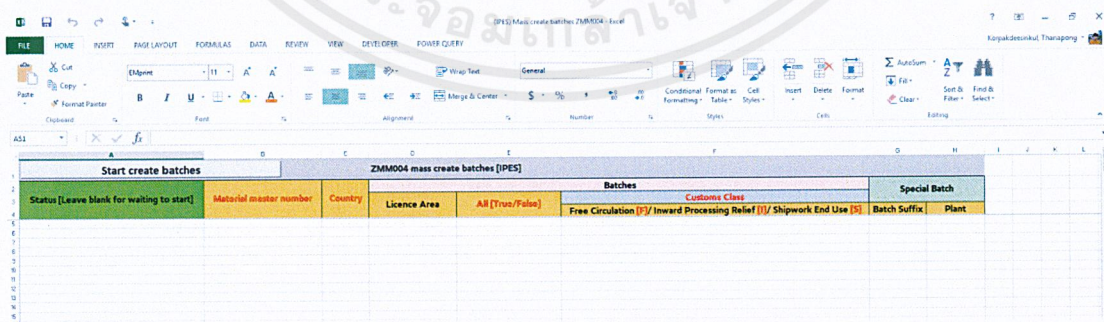 (IPES) Mass create batches ZMM004 - Excel
Korpakdeesinkul, Thanapong
FILE HOME INSERT PAGE LAYOUT FORMULAS DATA REVIEW VIEW DEVELOPER POWER QUERY
Cut
Copy
Format Painter
Paste
EMprint 11
B I U
Wrap Text
Merge & Center
General
$ % ,
Conditional Formatting
Format as Table
Cell Styles
Insert Delete Format
AutoSum
Fill
Clear
Sort & Filter
Find & Select
Clipboard Font Alignment Number Styles Cells Editing
A51 fx
A B C D E F G H I J K L
Start create batches ZMM004 mass create batches [IPES]
Status [Leave blank for waiting to start] Material master number Country Batches Special Batch
Licence Area All [True/False] Customs Class
Free Circulation [F]/ Inward Processing Relief [I]/ Shipwork End Use [S] Batch Suffix Plant